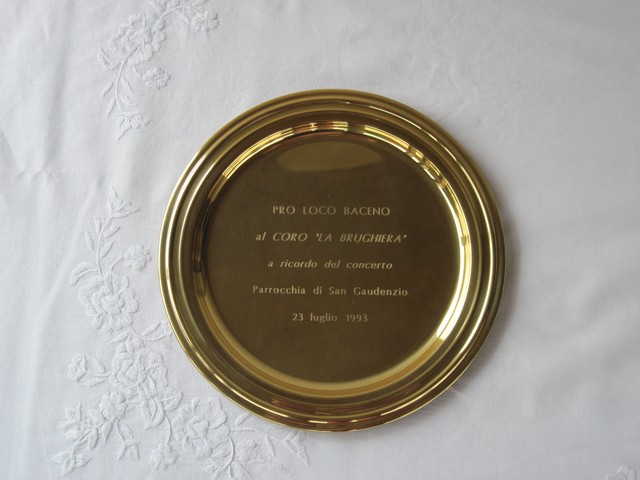 PRO LOCO BACENO
al CORO "LA BRUGHIERA"
a ricordo del concerto
Parrocchia di San Gaudenzio
23 luglio 1993